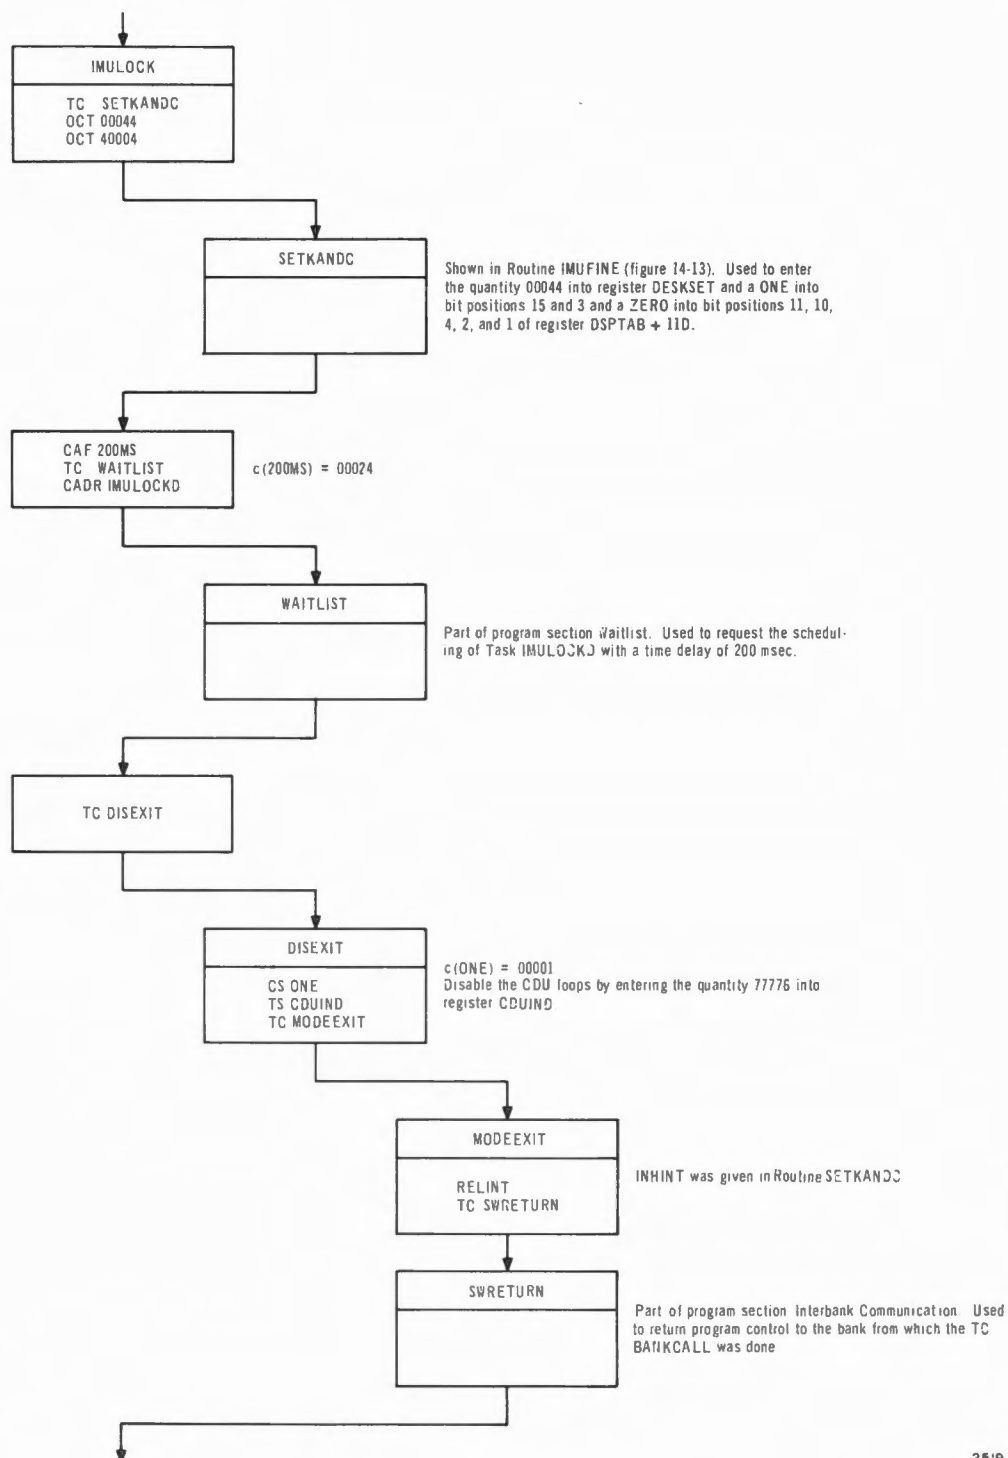 IMULOCK
TC SETKANDC
OCT 00044
OCT 40004
SETKANDC
Shown in Routine IMUFINE (figure 14-13). Used to enter
the quantity 00044 into register DESKSET and a ONE into
bit positions 15 and 3 and a ZERO into bit positions 11, 10,
4, 2, and 1 of register DSPTAB + 11D.
CAF 200MS
TC WAITLIST
CADR IMULOCKD
c(200MS) = 00024
WAITLIST
Part of program section Waitlist. Used to request the schedul-
ing of Task IMULOCKD with a time delay of 200 msec.
TC DISEXIT
DISEXIT
CS ONE
TS CDUIND
TC MODEEXIT
c(ONE) = 00001
Disable the CDU loops by entering the quantity 77776 into
register CDUIND
MODEEXIT
RELINT
TC SWRETURN
INHINT was given in Routine SETKANDC
SWRETURN
Part of program section Interbank Communication. Used
to return program control to the bank from which the TC
BANKCALL was done